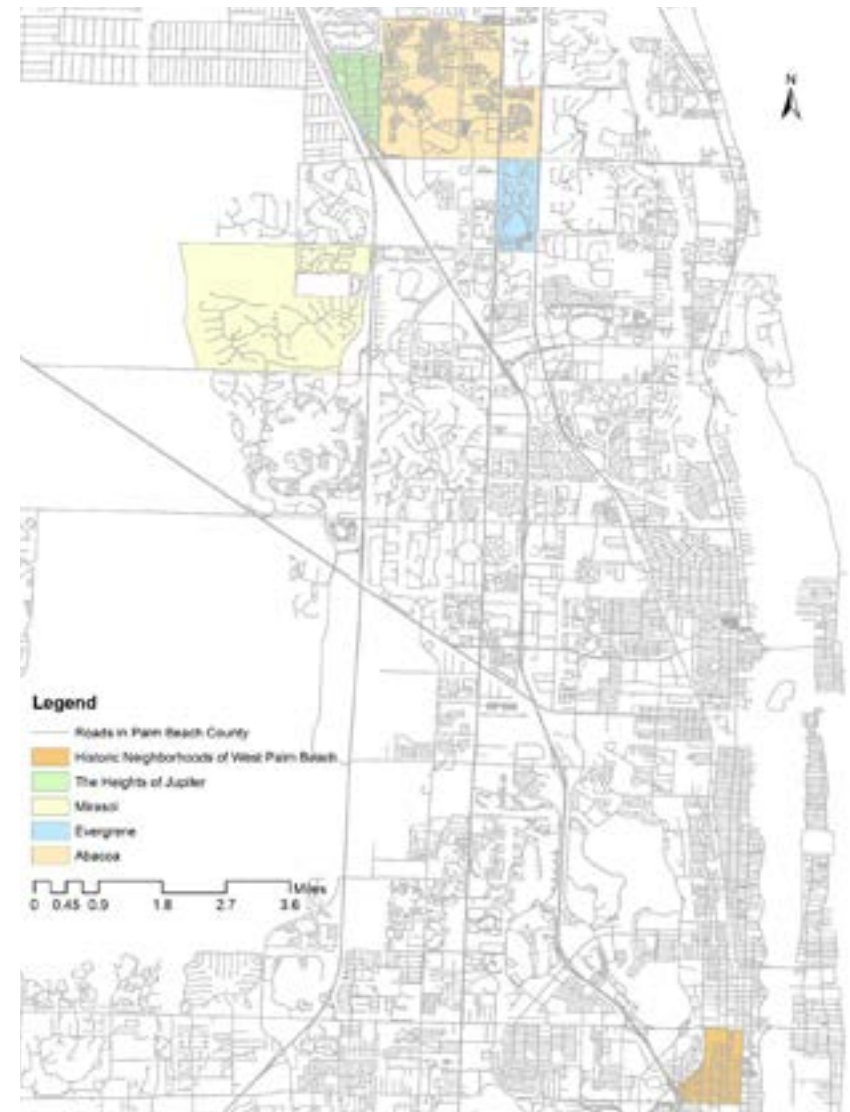 N
Legend
Roads in Palm Beach County
Historic Neighborhoods of West Palm Beach
The Heights of Jupiter
Mirasol
Evergrene
Abacoa
Miles
0 0.45 0.9 1.8 2.7 3.6